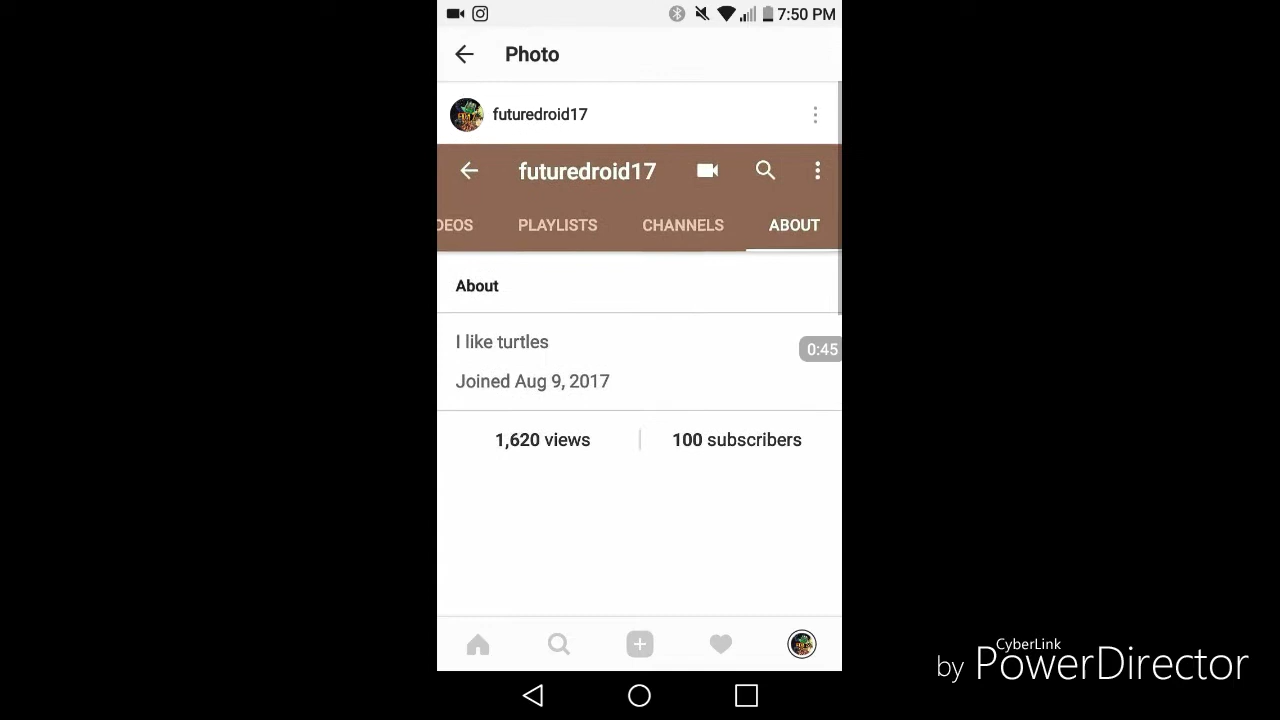 7:50 PM
Photo
futuredroid17
futuredroid17
DEOS PLAYLISTS CHANNELS ABOUT
About
I like turtles
0:45
Joined Aug 9, 2017
1,620 views 100 subscribers
CyberLink
by PowerDirector